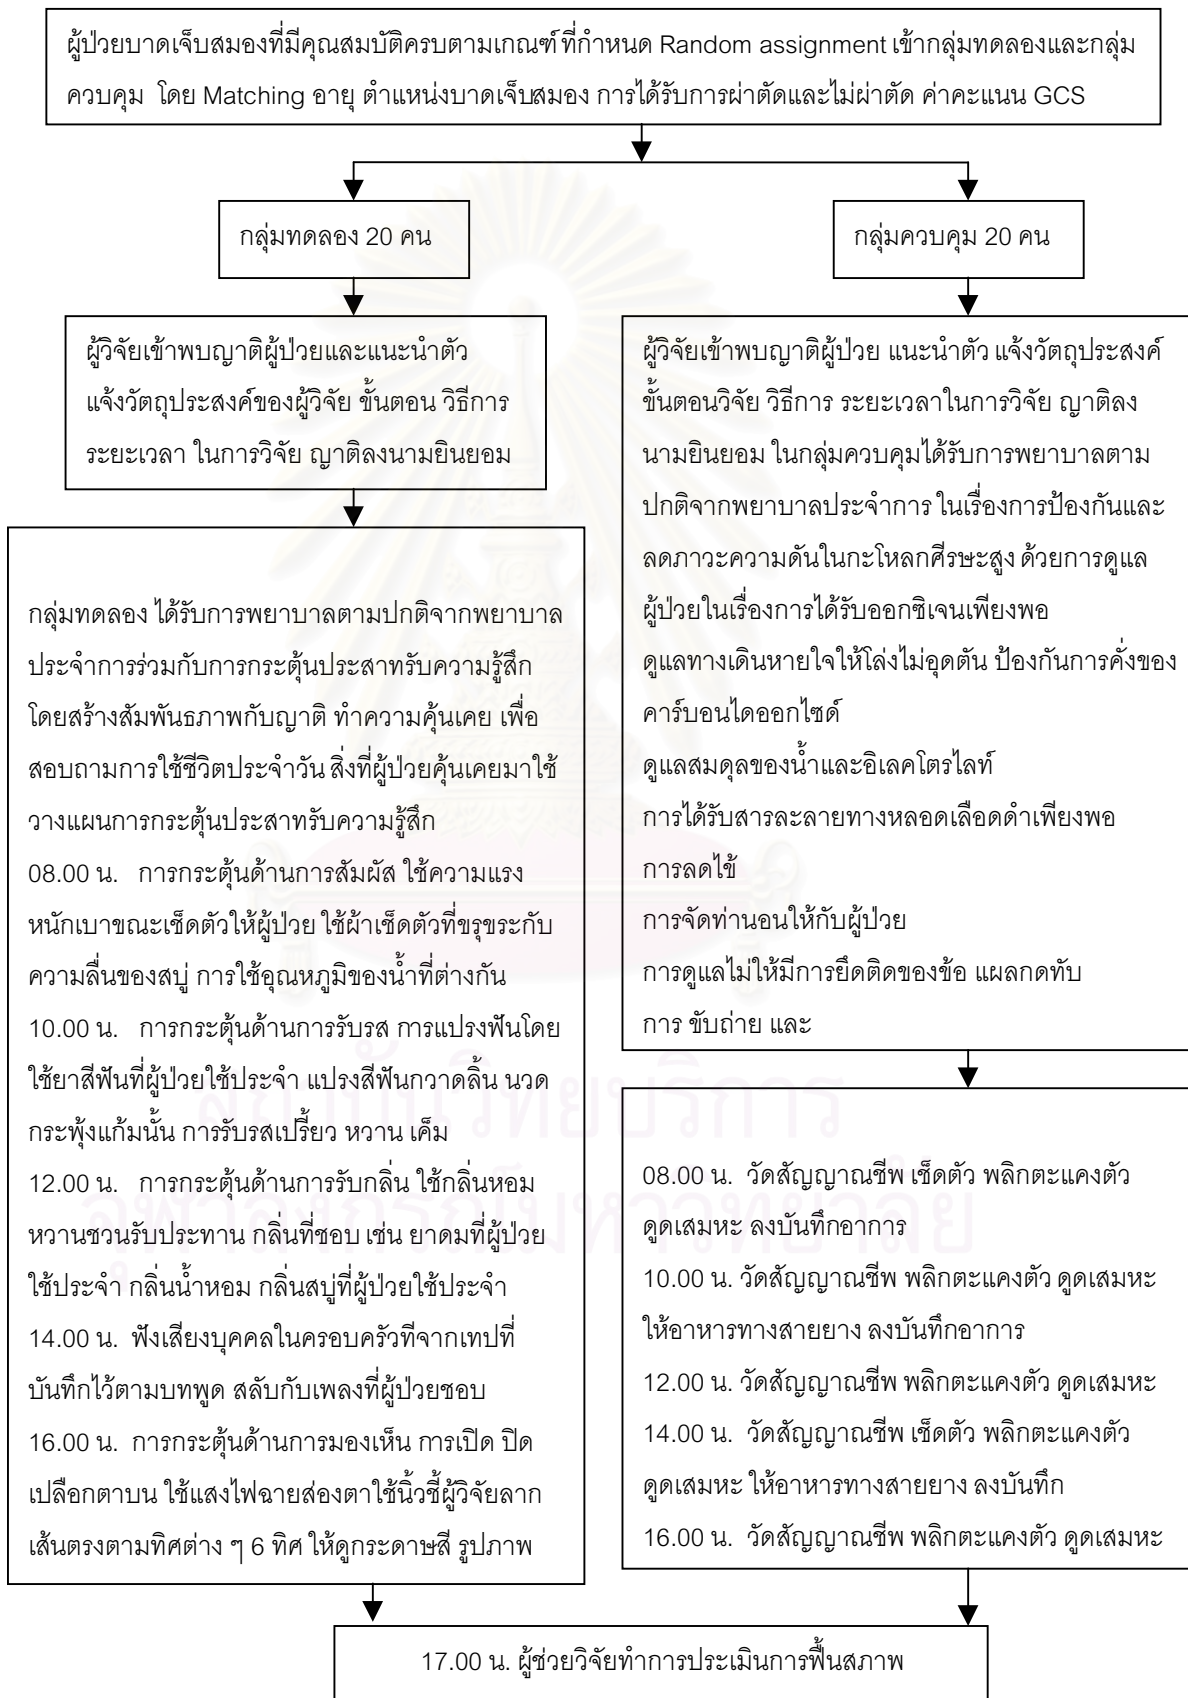 ผู้ป่วยบาดเจ็บสมองที่มีคุณสมบัติครบตามเกณฑ์ที่กำหนด Random assignment เข้ากลุ่มทดลองและกลุ่ม
ควบคุม โดย Matching อายุ ตำแหน่งบาดเจ็บสมอง การได้รับการผ่าตัดและไม่ผ่าตัด ค่าคะแนน GCS
กลุ่มทดลอง 20 คน
ผู้วิจัยเข้าพบญาติผู้ป่วยและแนะนำตัว
แจ้งวัตถุประสงค์ของผู้วิจัย ขั้นตอน วิธีการ
ระยะเวลา ในการวิจัย ญาติลงนามยินยอม
กลุ่มทดลอง ได้รับการพยาบาลตามปกติจากพยาบาล
ประจำการร่วมกับการกระตุ้นประสาทรับความรู้สึก
โดยสร้างสัมพันธภาพกับญาติ ทำความคุ้นเคย เพื่อ
สอบถามการใช้ชีวิตประจำวัน สิ่งที่ผู้ป่วยคุ้นเคยมาใช้
วางแผนการกระตุ้นประสาทรับความรู้สึก
08.00 น. การกระตุ้นด้านการสัมผัส ใช้ความแรง
หนักเบาขณะเช็ดตัวให้ผู้ป่วย ใช้ผ้าเช็ดตัวที่ขรุขระกับ
ความลื่นของสบู่ การใช้อุณหภูมิของน้ำที่ต่างกัน
10.00 น. การกระตุ้นด้านการรับรส การแปรงฟันโดย
ใช้ยาสีฟันที่ผู้ป่วยใช้ประจำ แปรงสีฟันกวาดลิ้น นวด
กระพุ้งแก้มนั้น การรับรสเปรี้ยว หวาน เค็ม
12.00 น. การกระตุ้นด้านการรับกลิ่น ใช้กลิ่นหอม
หวานชวนรับประทาน กลิ่นที่ชอบ เช่น ยาดมที่ผู้ป่วย
ใช้ประจำ กลิ่นน้ำหอม กลิ่นสบู่ที่ผู้ป่วยใช้ประจำ
14.00 น. ฟังเสียงบุคคลในครอบครัวทีจากเทปที่
บันทึกไว้ตามบทพูด สลับกับเพลงที่ผู้ป่วยชอบ
16.00 น. การกระตุ้นด้านการมองเห็น การเปิด ปิด
เปลือกตาบน ใช้แสงไฟฉายส่องตาใช้นิ้วชี้ผู้วิจัยลาก
เส้นตรงตามทิศต่าง ๆ 6 ทิศ ให้ดูกระดาษสี รูปภาพ
กลุ่มควบคุม 20 คน
ผู้วิจัยเข้าพบญาติผู้ป่วย แนะนำตัว แจ้งวัตถุประสงค์
ขั้นตอนวิจัย วิธีการ ระยะเวลาในการวิจัย ญาติลง
นามยินยอม ในกลุ่มควบคุมได้รับการพยาบาลตาม
ปกติจากพยาบาลประจำการ ในเรื่องการป้องกันและ
ลดภาวะความดันในกะโหลกศีรษะสูง ด้วยการดูแล
ผู้ป่วยในเรื่องการได้รับออกซิเจนเพียงพอ
ดูแลทางเดินหายใจให้โล่งไม่อุดตัน ป้องกันการคั่งของ
คาร์บอนไดออกไซด์
ดูแลสมดุลของน้ำและอิเลคโตรไลท์
การได้รับสารละลายทางหลอดเลือดดำเพียงพอ
การลดไข้
การจัดท่านอนให้กับผู้ป่วย
การดูแลไม่ให้มีการยึดติดของข้อ แผลกดทับ
การ ขับถ่าย และ
08.00 น. วัดสัญญาณชีพ เช็ดตัว พลิกตะแคงตัว
ดูดเสมหะ ลงบันทึกอาการ
10.00 น. วัดสัญญาณชีพ พลิกตะแคงตัว ดูดเสมหะ
ให้อาหารทางสายยาง ลงบันทึกอาการ
12.00 น. วัดสัญญาณชีพ พลิกตะแคงตัว ดูดเสมหะ
14.00 น. วัดสัญญาณชีพ เช็ดตัว พลิกตะแคงตัว
ดูดเสมหะ ให้อาหารทางสายยาง ลงบันทึก
16.00 น. วัดสัญญาณชีพ พลิกตะแคงตัว ดูดเสมหะ
17.00 น. ผู้ช่วยวิจัยทำการประเมินการฟื้นสภาพ
สถาบันวิทยบริการ
จุฬาลงกรณ์มหาวิทยาลัย